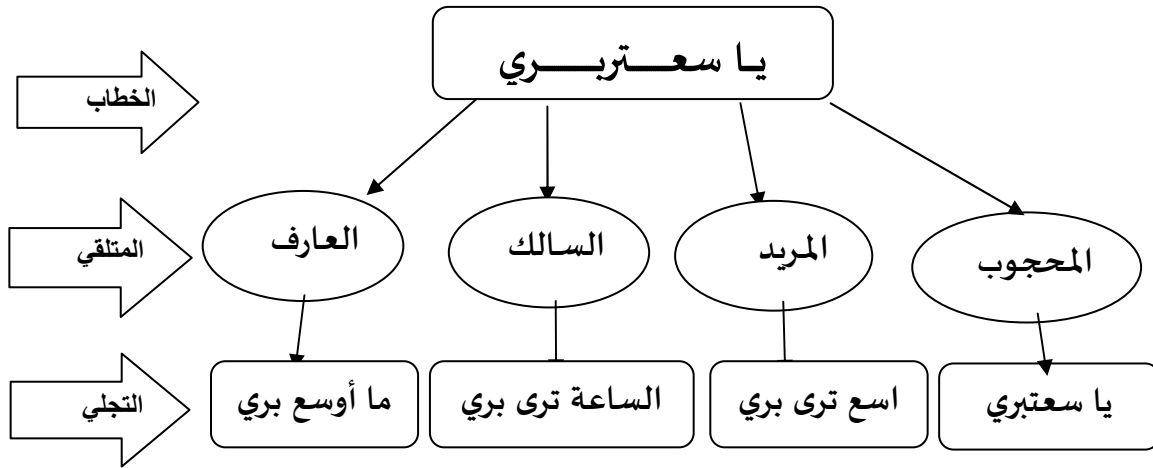 يا سعتربري
الخطاب
المتلقي
المحجوب
المريد
السالك
العارف
التجلي
يا سعتبري
اسع ترى بري
الساعة ترى بري
ما أوسع بري